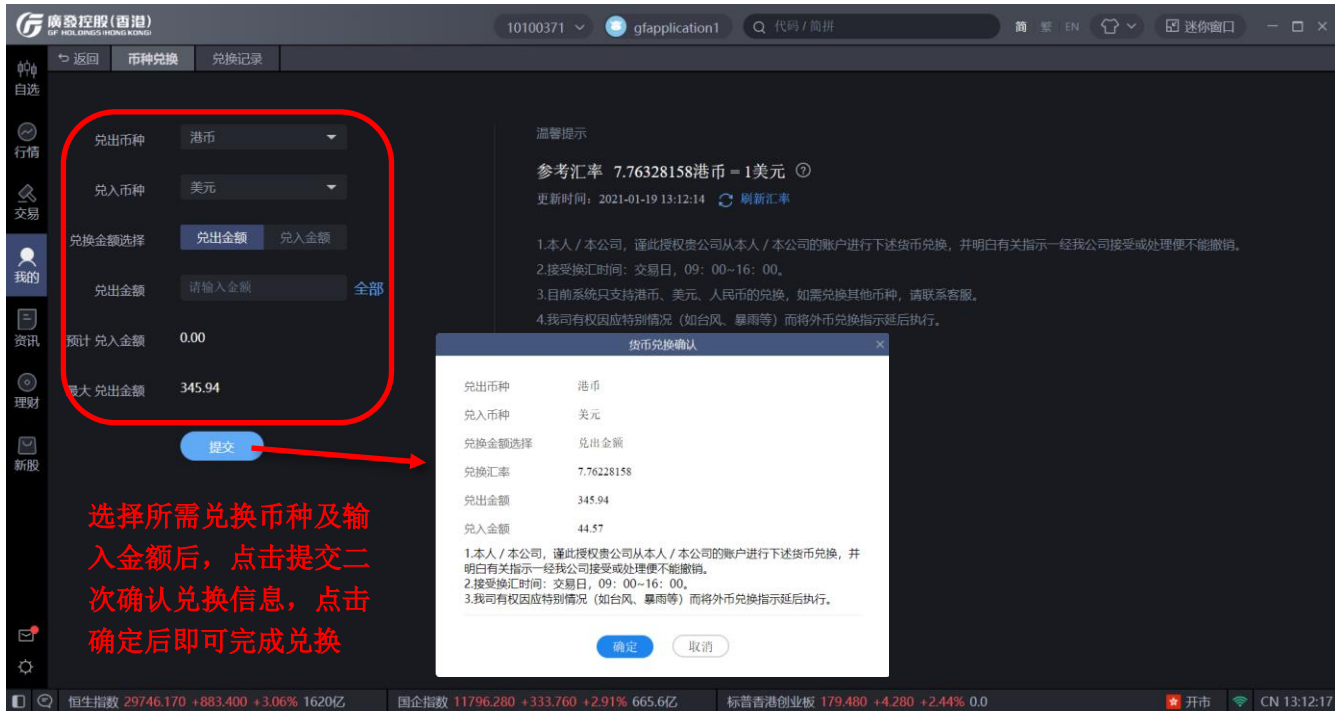 廣發控股(香港)
GF HOLDINGS (HONG KONG)
10100371
gfapplication1
代码 / 简拼
简 繁 EN
迷你窗口
返回 币种兑换 兑换记录
自选
行情
交易
我的
资讯
理财
新股
兑出币种 港币
兑入币种 美元
兑换金额选择 兑出金额 兑入金额
兑出金额 请输入金额 全部
预计 兑入金额 0.00
最大 兑出金额 345.94
提交
温馨提示
参考汇率 7.76328158港币 = 1美元
更新时间：2021-01-19 13:12:14 刷新汇率
1.本人 / 本公司，谨此授权贵公司从本人 / 本公司的账户进行下述货币兑换，并明白有关指示一经我公司接受或处理便不能撤销。
2.接受换汇时间：交易日，09：00~16：00。
3.目前系统只支持港币、美元、人民币的兑换，如需兑换其他币种，请联系客服。
4.我司有权因应特别情况（如台风、暴雨等）而将外币兑换指示延后执行。
货币兑换确认
兑出币种 港币
兑入币种 美元
兑换金额选择 兑出金额
兑换汇率 7.76228158
兑出金额 345.94
兑入金额 44.57
1.本人 / 本公司，谨此授权贵公司从本人 / 本公司的账户进行下述货币兑换，并
明白有关指示一经我公司接受或处理便不能撤销。
2.接受换汇时间：交易日，09：00~16：00。
3.我司有权因应特别情况（如台风、暴雨等）而将外币兑换指示延后执行。
确定 取消
选择所需兑换币种及输
入金额后，点击提交二
次确认兑换信息，点击
确定后即可完成兑换
恒生指数 29746.170 +883.400 +3.06% 1620亿 国企指数 11796.280 +333.760 +2.91% 665.6亿 标普香港创业板 179.480 +4.280 +2.44% 0.0 开市 CN 13:12:17